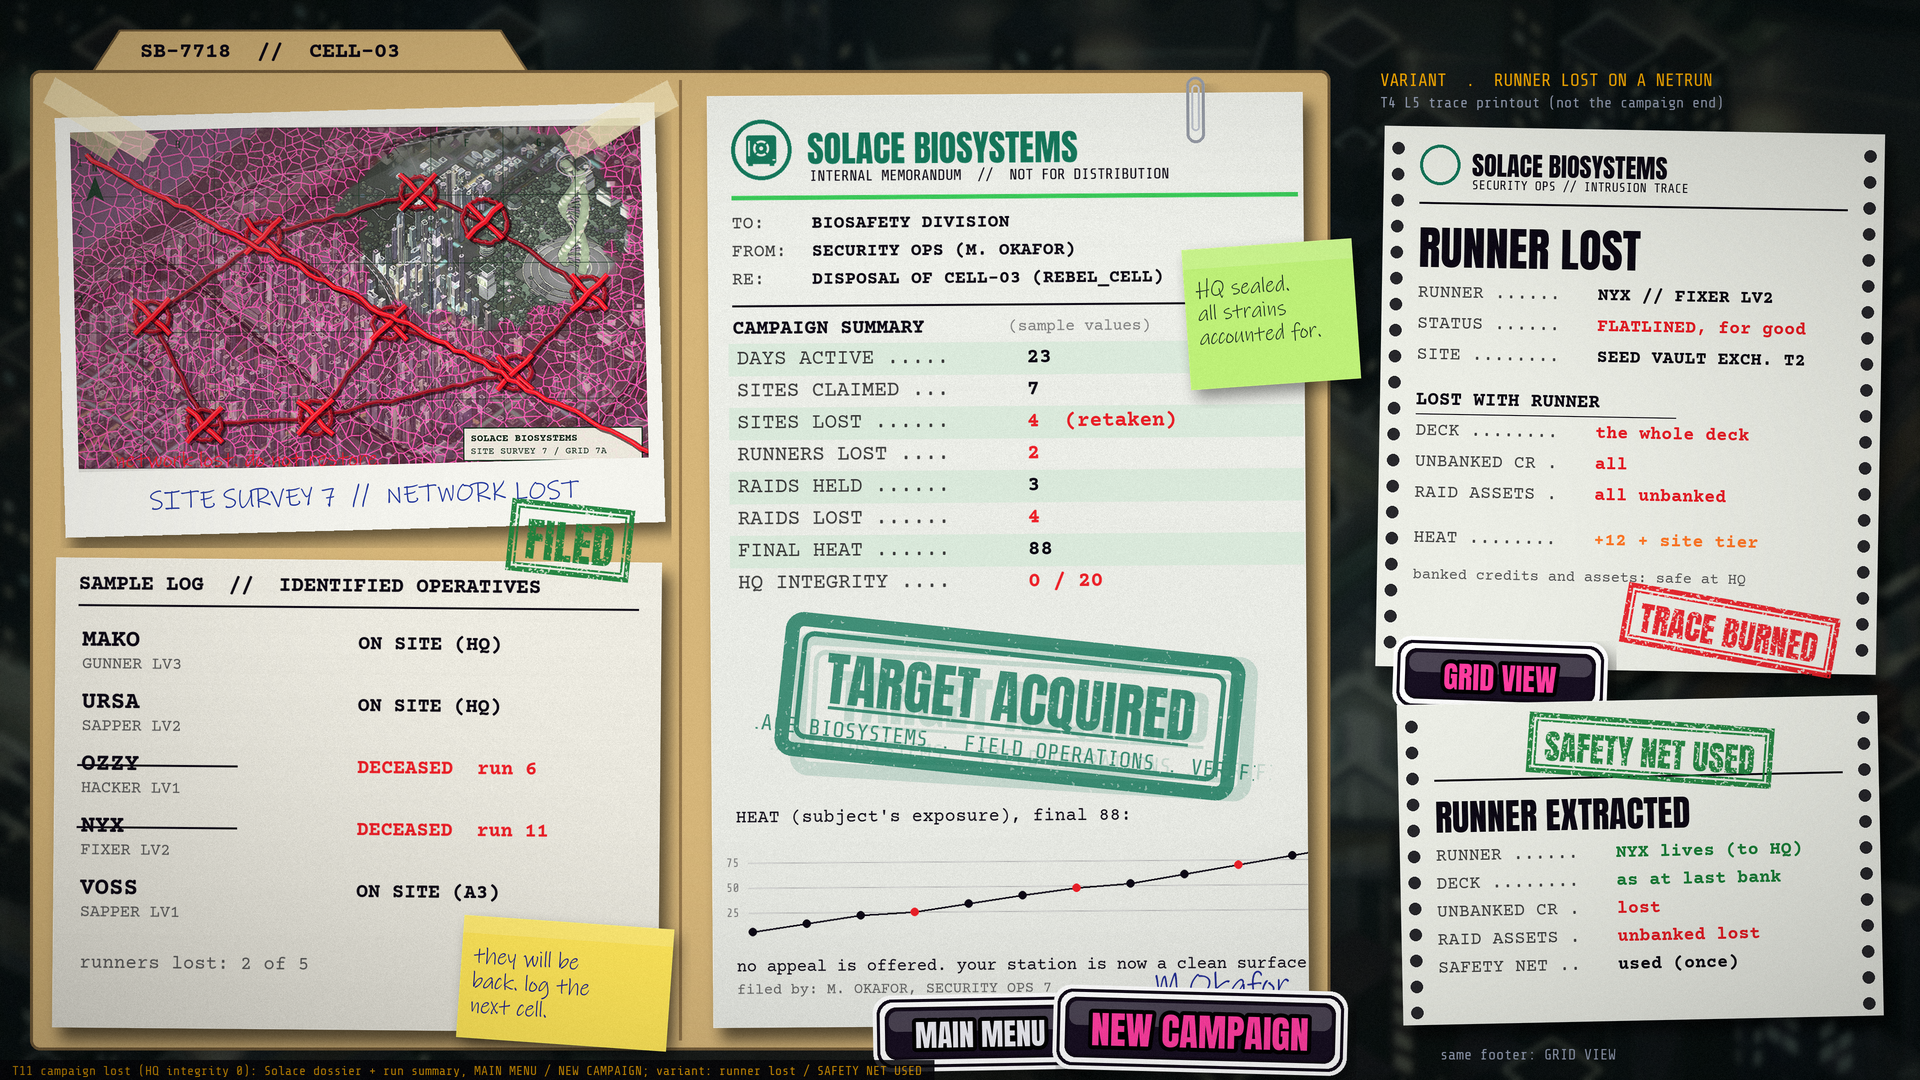 SB-7718 // CELL-03
SOLACE BIOSYSTEMS
SITE SURVEY 7 / GRID 7A
SITE SURVEY 7 // NETWORK LOST
FILED
SAMPLE LOG // IDENTIFIED OPERATIVES
MAKO ON SITE (HQ)
GUNNER LV3
URSA ON SITE (HQ)
SAPPER LV2
OZZY DECEASED run 6
HACKER LV1
NYX DECEASED run 11
FIXER LV2
VOSS ON SITE (A3)
SAPPER LV1
runners lost: 2 of 5
they will be
back. log the
next cell.
SOLACE BIOSYSTEMS
INTERNAL MEMORANDUM // NOT FOR DISTRIBUTION
TO: BIOSAFETY DIVISION
FROM: SECURITY OPS (M. OKAFOR)
RE: DISPOSAL OF CELL-03 (REBEL_CELL)
HQ sealed.
all strains
accounted for.
CAMPAIGN SUMMARY (sample values)
DAYS ACTIVE ..... 23
SITES CLAIMED ... 7
SITES LOST ...... 4 (retaken)
RUNNERS LOST .... 2
RAIDS HELD ...... 3
RAIDS LOST ...... 4
FINAL HEAT ...... 88
HQ INTEGRITY .... 0 / 20
TARGET ACQUIRED
BIOSYSTEMS . FIELD OPERATIONS .
HEAT (subject's exposure), final 88:
75
50
25
no appeal is offered. your station is now a clean surface
filed by: M. OKAFOR, SECURITY OPS 7
M Okafor
MAIN MENU
NEW CAMPAIGN
VARIANT . RUNNER LOST ON A NETRUN
T4 L5 trace printout (not the campaign end)
SOLACE BIOSYSTEMS
SECURITY OPS // INTRUSION TRACE
RUNNER LOST
RUNNER ...... NYX // FIXER LV2
STATUS ...... FLATLINED, for good
SITE ........ SEED VAULT EXCH. T2
LOST WITH RUNNER
DECK ........ the whole deck
UNBANKED CR . all
RAID ASSETS . all unbanked
HEAT ........ +12 + site tier
banked credits and assets: safe at HQ
TRACE BURNED
GRID VIEW
SAFETY NET USED
RUNNER EXTRACTED
RUNNER ...... NYX lives (to HQ)
DECK ........ as at last bank
UNBANKED CR . lost
RAID ASSETS . unbanked lost
SAFETY NET .. used (once)
same footer: GRID VIEW
T11 campaign lost (HQ integrity 0): Solace dossier + run summary, MAIN MENU / NEW CAMPAIGN; variant: runner lost / SAFETY NET USED